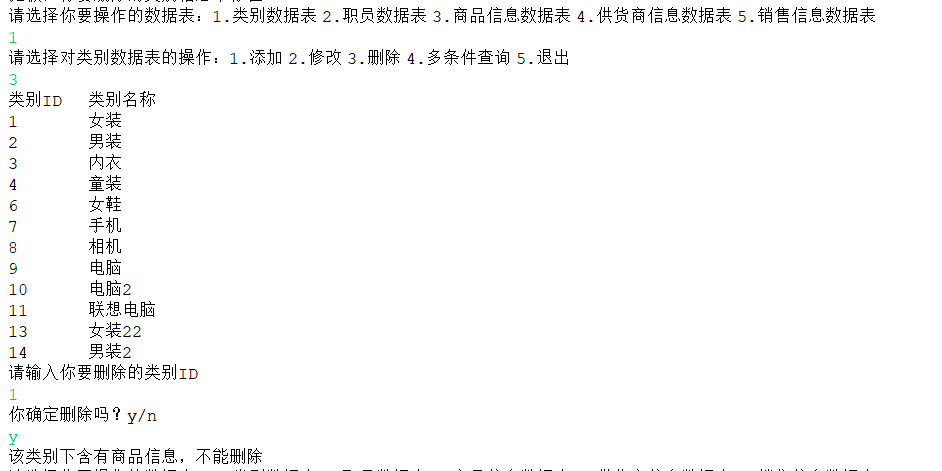 请选择你要操作的数据表：1.类别数据表 2.职员数据表 3.商品信息数据表 4.供货商信息数据表 5.销售信息数据表
1
请选择对类别数据表的操作：1.添加 2.修改 3.删除 4.多条件查询 5.退出
3
类别ID 类别名称
1 女装
2 男装
3 内衣
4 童装
6 女鞋
7 手机
8 相机
9 电脑
10 电脑2
11 联想电脑
13 女装22
14 男装2
请输入你要删除的类别ID
1
你确定删除吗？y/n
y
该类别下含有商品信息，不能删除